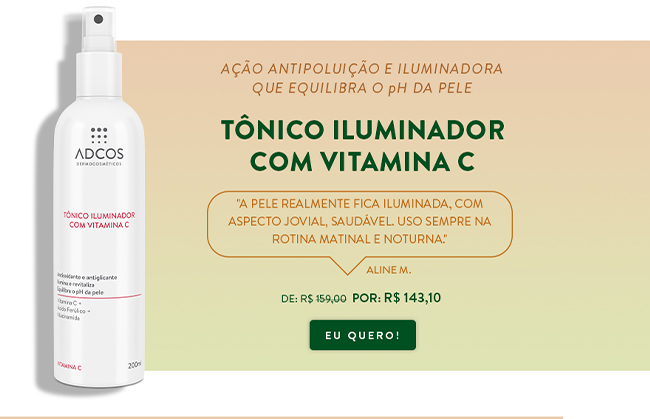 AÇÃO ANTIPOLUIÇÃO E ILUMINADORA
QUE EQUILIBRA O pH DA PELE
TÔNICO ILUMINADOR
COM VITAMINA C
"A PELE REALMENTE FICA ILUMINADA, COM
ASPECTO JOVIAL, SAUDÁVEL. USO SEMPRE NA
ROTINA MATINAL E NOTURNA."
ALINE M.
DE: R$ 159,00 POR: R$ 143,10
EU QUERO!
ADCOS
DERMOCOSMÉTICOS
TÔNICO ILUMINADOR
COM VITAMINA C
Antioxidante e antiglicante
Ilumina e revitaliza
Equilibra o pH da pele
Vitamina C +
Ácido Ferúlico +
Niacinamida
VITAMINA C
200ml